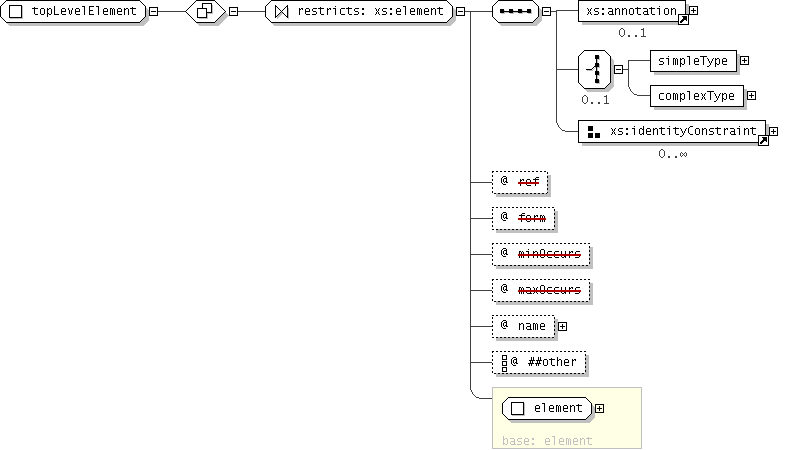 topLevelElement
restricts: xs:element
xs:annotation
0..1
simpleType
0..1
complexType
xs:identityConstraint
0..∞
@ ref
@ form
@ minOccurs
@ maxOccurs
@ name
@ ##other
element
base: element